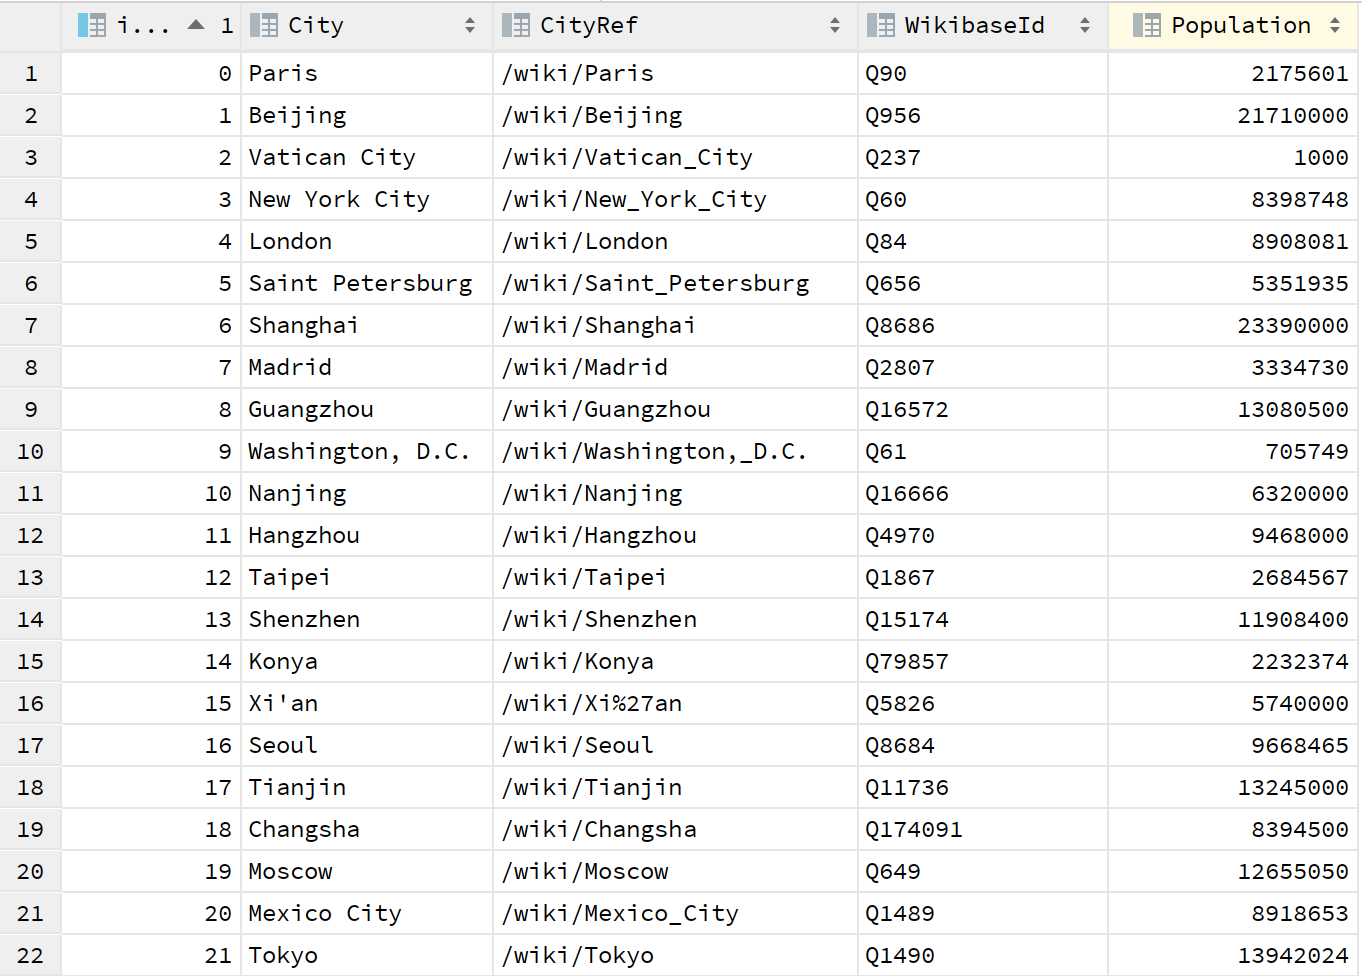 i... 1 City CityRef WikibaseId Population
1 0 Paris /wiki/Paris Q90 2175601
2 1 Beijing /wiki/Beijing Q956 21710000
3 2 Vatican City /wiki/Vatican_City Q237 1000
4 3 New York City /wiki/New_York_City Q60 8398748
5 4 London /wiki/London Q84 8908081
6 5 Saint Petersburg /wiki/Saint_Petersburg Q656 5351935
7 6 Shanghai /wiki/Shanghai Q8686 23390000
8 7 Madrid /wiki/Madrid Q2807 3334730
9 8 Guangzhou /wiki/Guangzhou Q16572 13080500
10 9 Washington, D.C. /wiki/Washington,_D.C. Q61 705749
11 10 Nanjing /wiki/Nanjing Q16666 6320000
12 11 Hangzhou /wiki/Hangzhou Q4970 9468000
13 12 Taipei /wiki/Taipei Q1867 2684567
14 13 Shenzhen /wiki/Shenzhen Q15174 11908400
15 14 Konya /wiki/Konya Q79857 2232374
16 15 Xi'an /wiki/Xi%27an Q5826 5740000
17 16 Seoul /wiki/Seoul Q8684 9668465
18 17 Tianjin /wiki/Tianjin Q11736 13245000
19 18 Changsha /wiki/Changsha Q174091 8394500
20 19 Moscow /wiki/Moscow Q649 12655050
21 20 Mexico City /wiki/Mexico_City Q1489 8918653
22 21 Tokyo /wiki/Tokyo Q1490 13942024